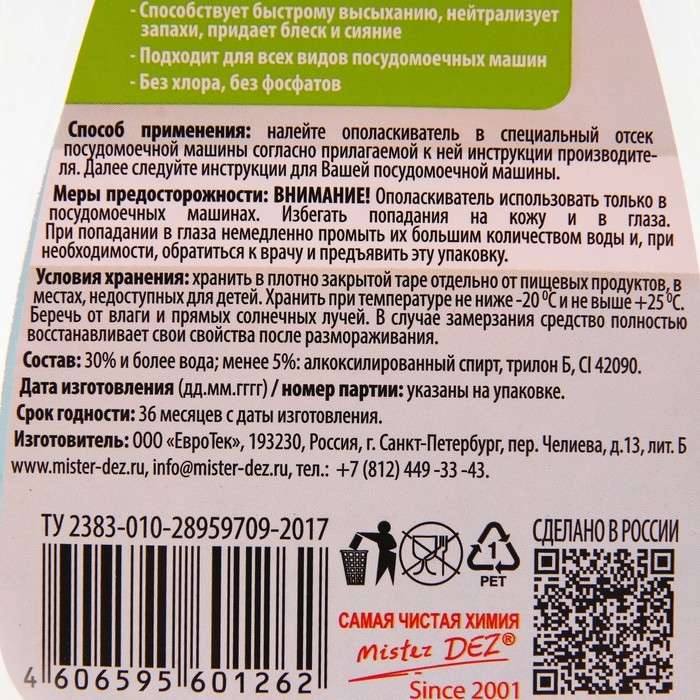 - Способствует быстрому высыханию, нейтрализует
запахи, придает блеск и сияние
- Подходит для всех видов посудомоечных машин
- Без хлора, без фосфатов
Способ применения: налейте ополаскиватель в специальный отсек
посудомоечной машины согласно прилагаемой к ней инструкции производите-
ля. Далее следуйте инструкции для Вашей посудомоечной машины.
Меры предосторожности: ВНИМАНИЕ! Ополаскиватель использовать только в
посудомоечных машинах. Избегать попадания на кожу и в глаза.
При попадании в глаза немедленно промыть их большим количеством воды и, при
необходимости, обратиться к врачу и предъявить эту упаковку.
Условия хранения: хранить в плотно закрытой таре отдельно от пищевых продуктов, в
местах, недоступных для детей. Хранить при температуре не ниже -20 ⁰С и не выше +25 ⁰С.
Беречь от влаги и прямых солнечных лучей. В случае замерзания средство полностью
восстанавливает свои свойства после размораживания.
Состав: 30% и более вода; менее 5%: алкоксилированный спирт, трилон Б, CI 42090.
Дата изготовления (дд.мм.гггг) / номер партии: указаны на упаковке.
Срок годности: 36 месяцев с даты изготовления.
Изготовитель: ООО «ЕвроТек», 193230, Россия, г. Санкт-Петербург, пер. Челиева, д.13, лит. Б
www.mister-dez.ru, info@mister-dez.ru, тел.: +7 (812) 449 -33 -43.
ТУ 2383-010-28959709-2017
СДЕЛАНО В РОССИИ
1
PET
САМАЯ ЧИСТАЯ ХИМИЯ
Mister DEZ®
Since 2001
4 606595 601262